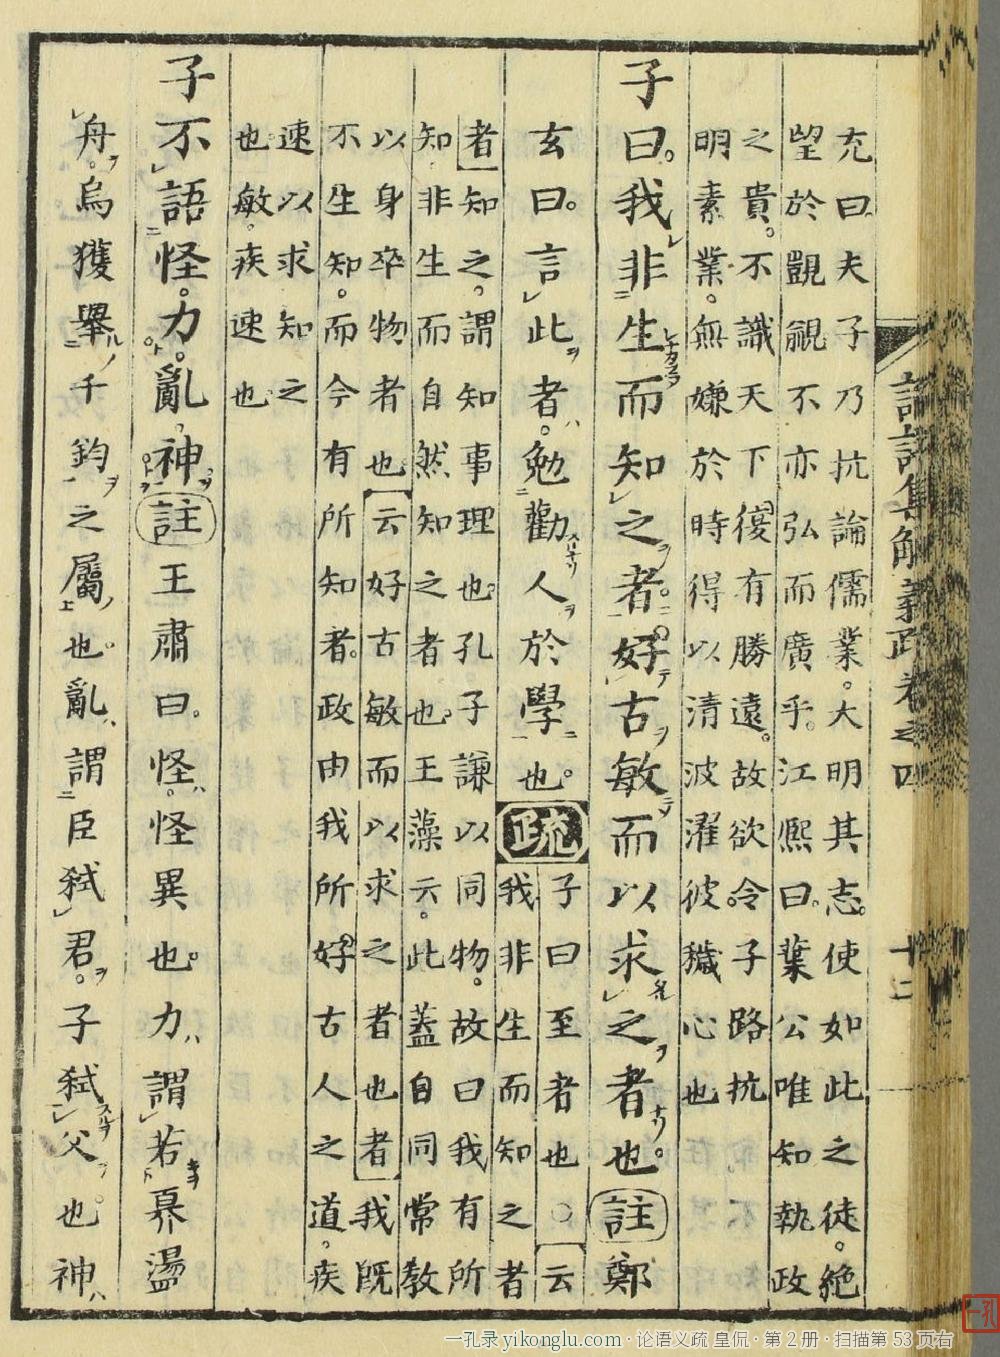 論語集解義疏卷之四　十二
充曰夫子乃抗論儒業。大明其志。使如此之徒。絕
望於覬覦不亦弘而廣乎。江熙曰。葉公唯知執政
之貴。不識天下復有勝遠。故欲令子路抗
明素業。無嫌於時得以清波濯彼穢心也
子曰。我非生而知之者。好古敏而以求之者也。註鄭
玄曰。言此者。勉勸人於學也。疏子曰至者也○云
我非生而知之者
者知之。謂知事理也。孔子謙以同物。故曰我有所
知非生而自然知之者也。王藻云。此蓋自同常教
以身卒物者也。云好古敏而以求之者也者我既
不生知。而今有所知者。政由我所好古人之道。疾
速以求知之
也。敏。疾速也
子不語怪。力。亂。神。註王肅曰。怪。怪異也。力謂若奡盪
舟。烏獲舉千鈞之屬也。亂謂臣弒君。子弒父也。神
一孔
一孔录 yikonglu.com · 论语义疏 皇侃 · 第 2 册 · 扫描第 53 页右